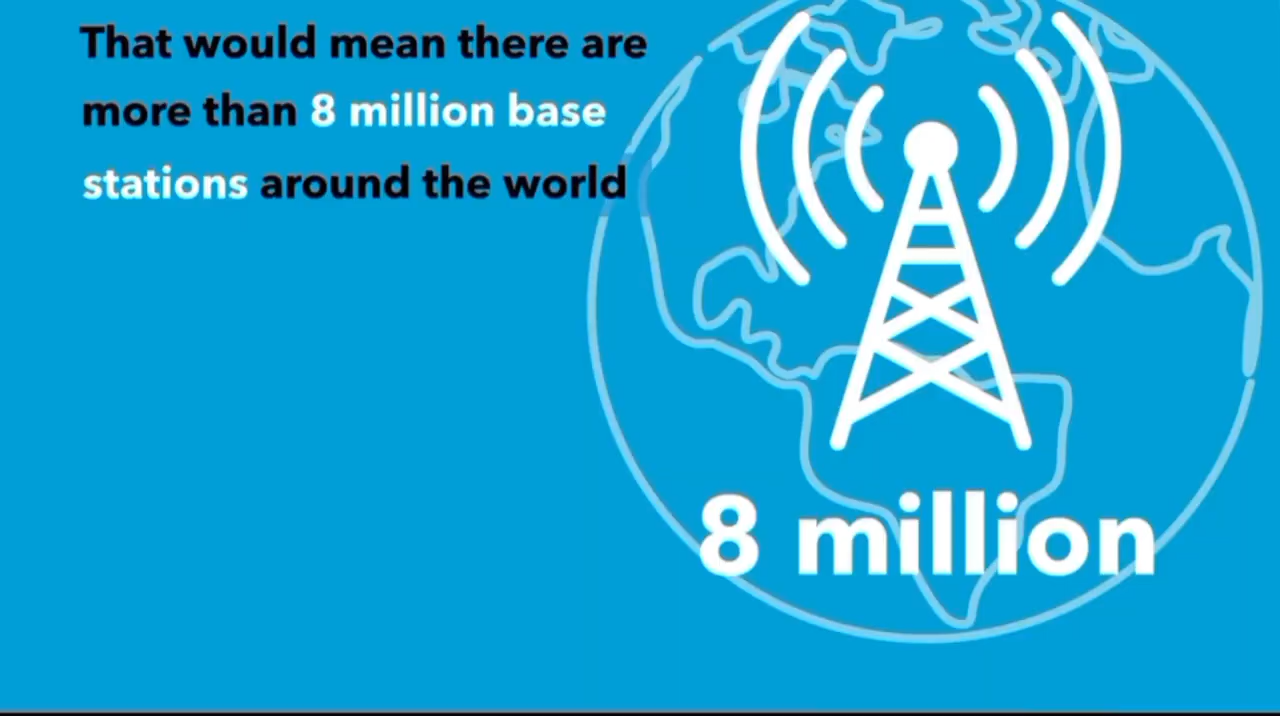 That would mean there are
more than 8 million base
stations around the world
8 million